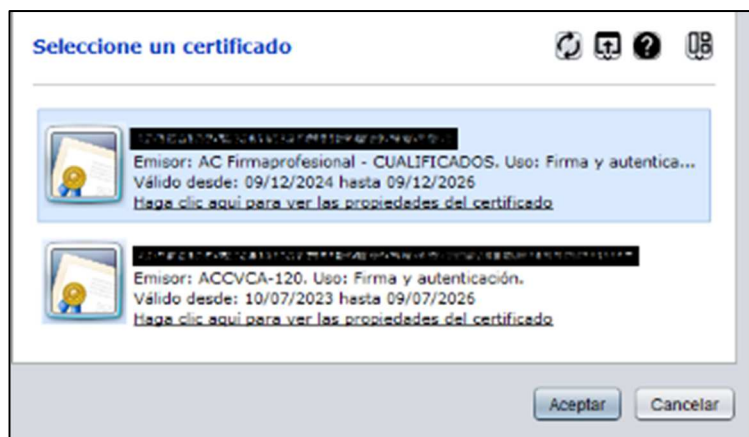 Seleccione un certificado
Emisor: AC Firmaprofesional - CUALIFICADOS. Uso: Firma y autentica...
Válido desde: 09/12/2024 hasta 09/12/2026
Haga clic aquí para ver las propiedades del certificado
Emisor: ACCVCA-120. Uso: Firma y autenticación.
Válido desde: 10/07/2023 hasta 09/07/2026
Haga clic aquí para ver las propiedades del certificado
Aceptar Cancelar